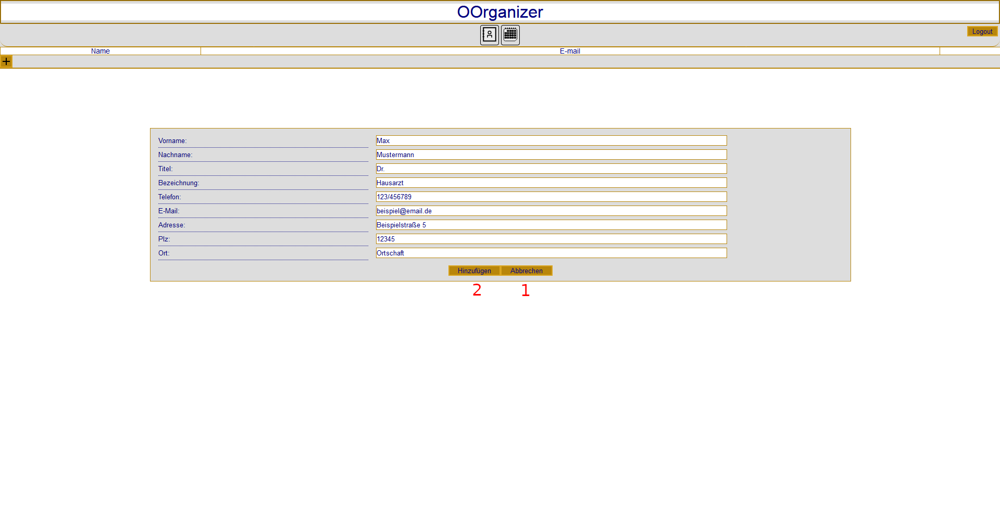 OOrganizer
Logout
Name E-mail
Vorname: Max
Nachname: Mustermann
Titel: Dr.
Bezeichnung: Hausarzt
Telefon: 123/456789
E-Mail: beispiel@email.de
Adresse: Beispielstraße 5
Plz: 12345
Ort: Ortschaft
Hinzufügen Abbrechen
2 1